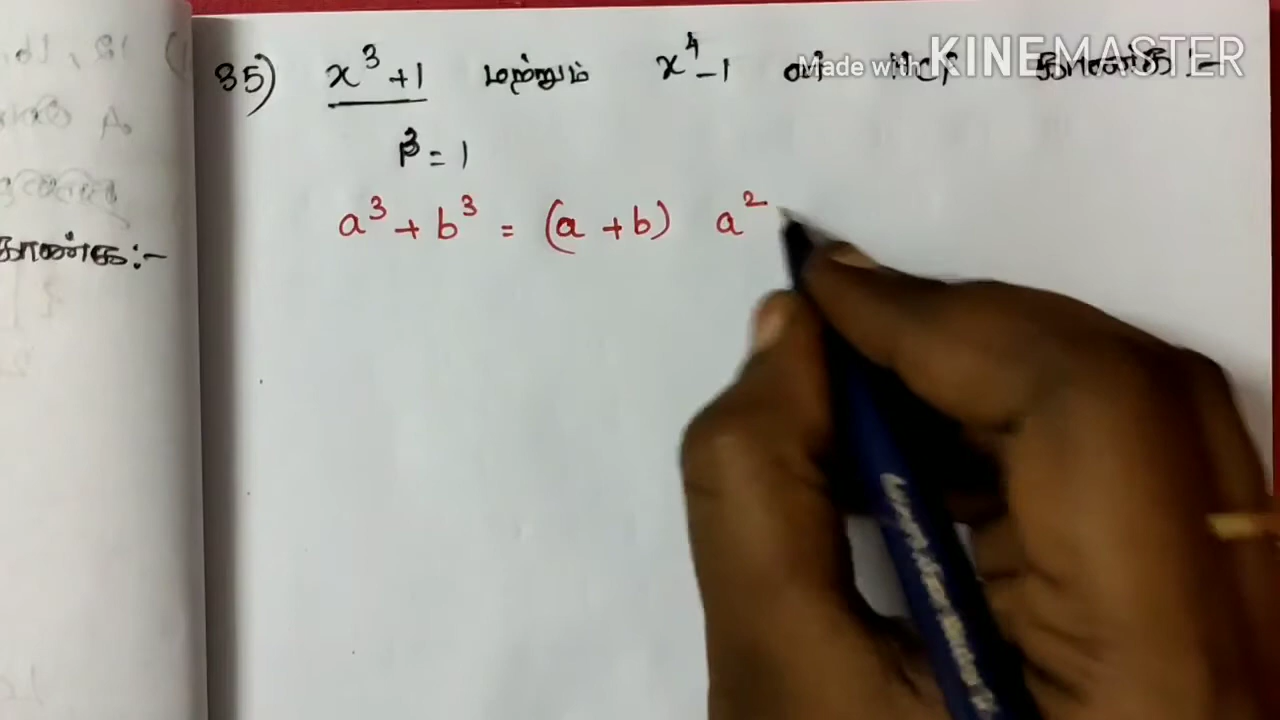 35) x³ + 1 மற்றும் x⁴ - 1 காண்க :-
Made with KINEMASTER
1³ = 1
a³ + b³ = (a + b) a²
காண்க :-